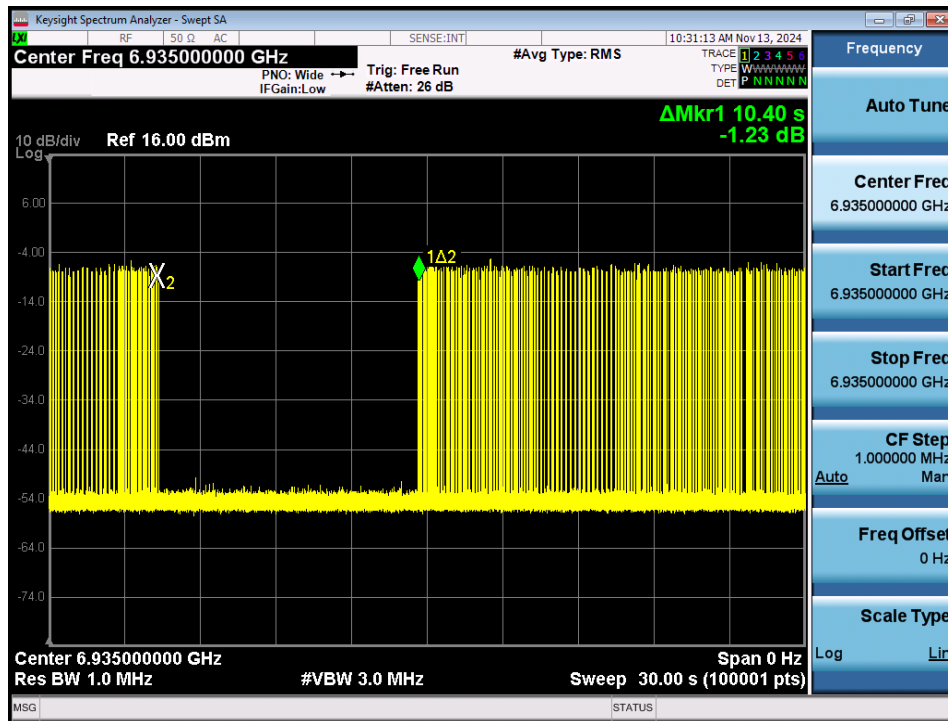 Keysight Spectrum Analyzer - Swept SA
LXI RF 50 Ω AC SENSE:INT 10:31:13 AM Nov 13, 2024
Center Freq 6.935000000 GHz
PNO: Wide
IFGain:Low
Trig: Free Run
#Atten: 26 dB
#Avg Type: RMS
TRACE 1 2 3 4 5 6
TYPE WWWWWW
DET P N N N N N
ΔMkr1 10.40 s
-1.23 dB
10 dB/div Ref 16.00 dBm
Log
6.00
-4.00
-14.0
-24.0
-34.0
-44.0
-54.0
-64.0
-74.0
1Δ2
X2
Center 6.935000000 GHz Span 0 Hz
Res BW 1.0 MHz #VBW 3.0 MHz Sweep 30.00 s (100001 pts)
MSG STATUS
Frequency
Auto Tune
Center Freq
6.935000000 GHz
Start Freq
6.935000000 GHz
Stop Freq
6.935000000 GHz
CF Step
1.000000 MHz
Auto Man
Freq Offset
0 Hz
Scale Type
Log Lin